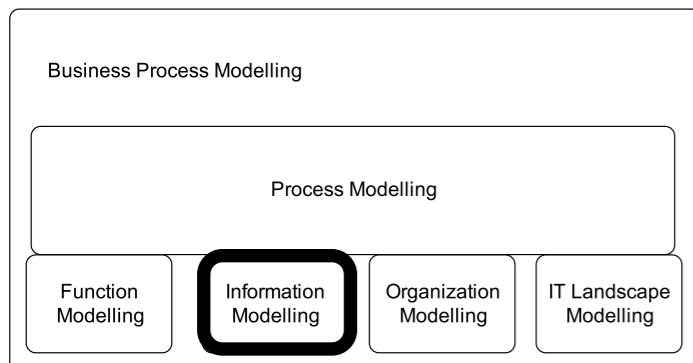 Business Process Modelling
Process Modelling
Function
Modelling
Information
Modelling
Organization
Modelling
IT Landscape
Modelling